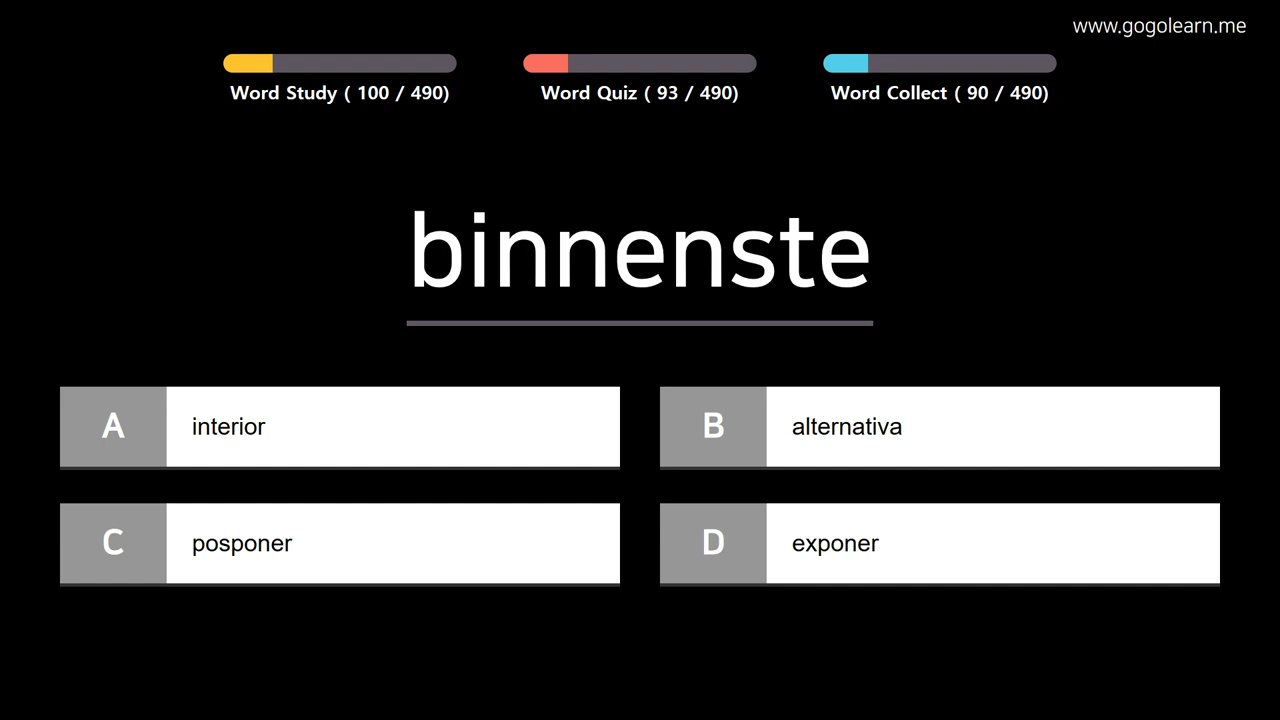 www.gogolearn.me
Word Study ( 100 / 490)
Word Quiz ( 93 / 490)
Word Collect ( 90 / 490)
binnenste
A interior
B alternativa
C posponer
D exponer